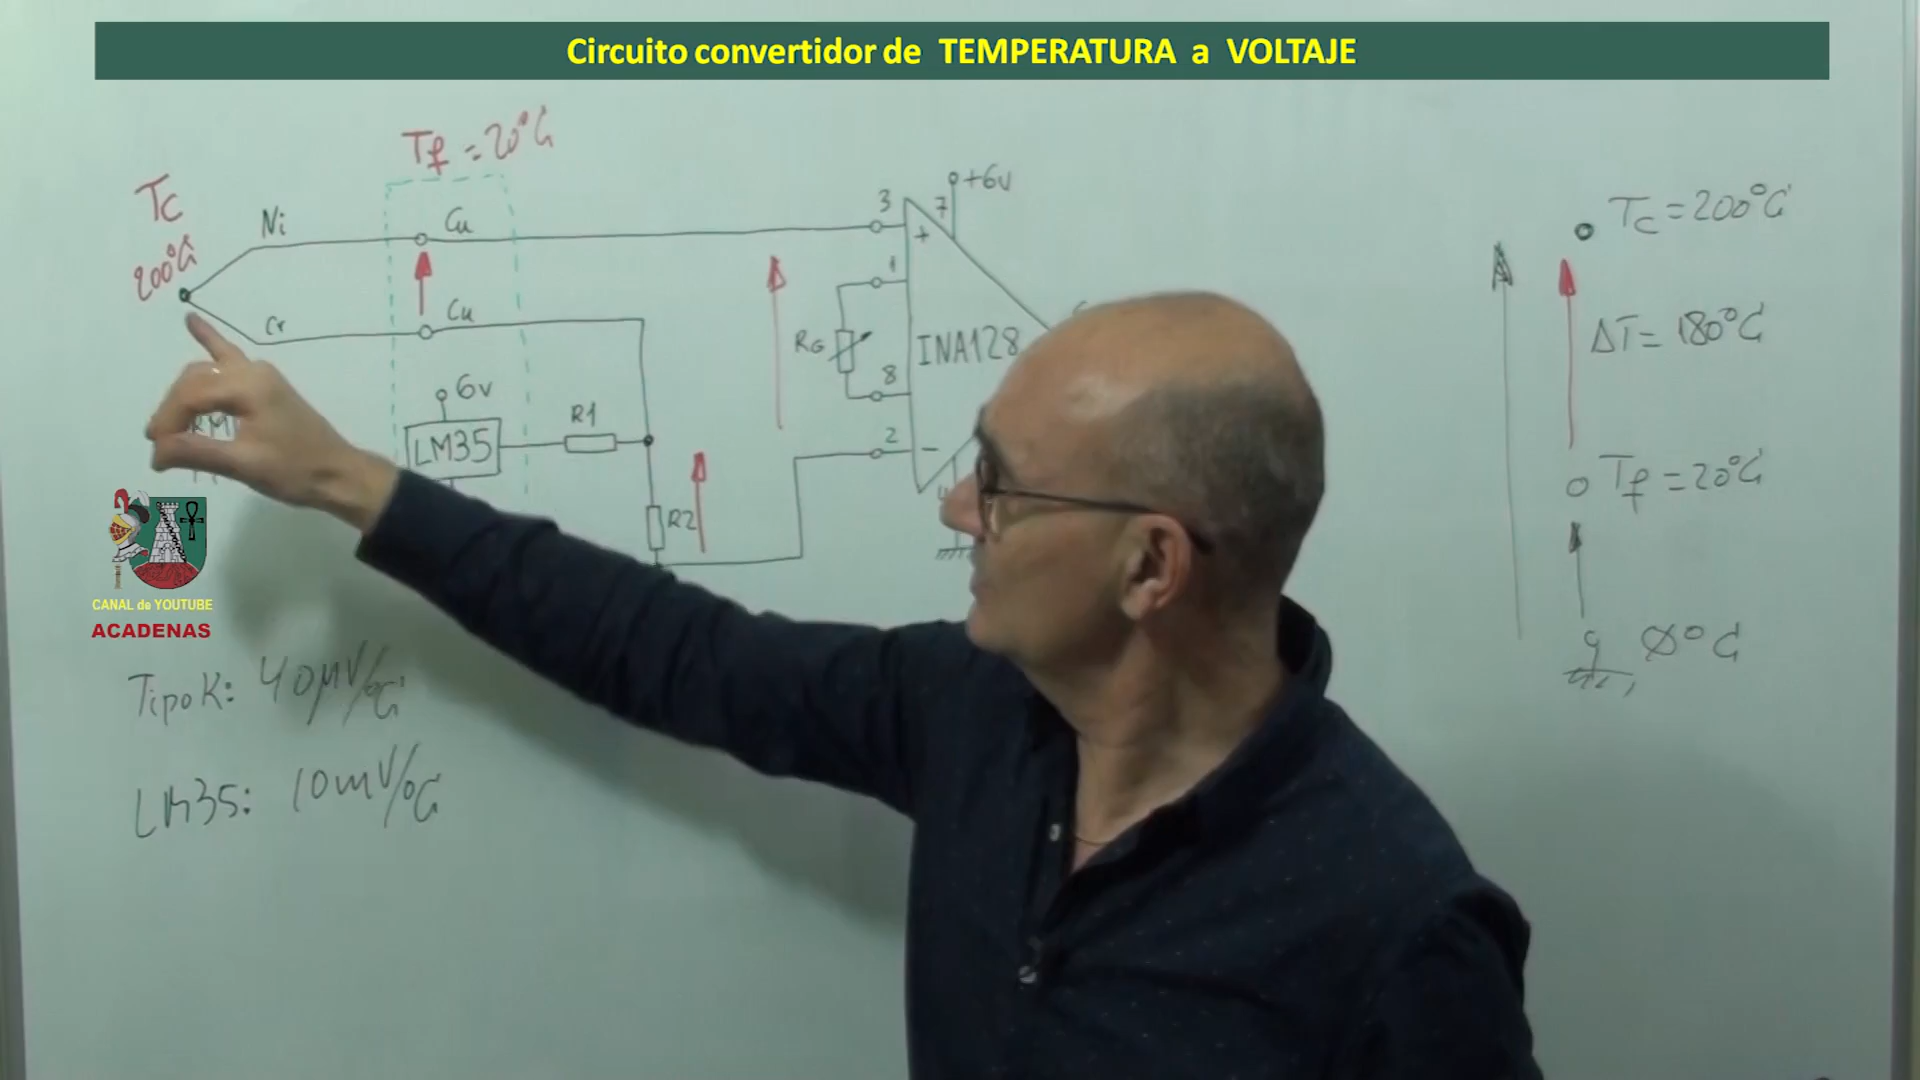 Circuito convertidor de TEMPERATURA a VOLTAJE
Tf = 20°C
Tc
200°C
Ni
Cu
Cr
Cu
6v
LM35
R1
R2
3
+
7
+6v
1
RG
INA128
8
2
-
4
Tc = 200°C
ΔT = 180°C
Tf = 20°C
0°C
CANAL de YOUTUBE
ACADENAS
Tipo K: 40μV/°C
LM35: 10mV/°C